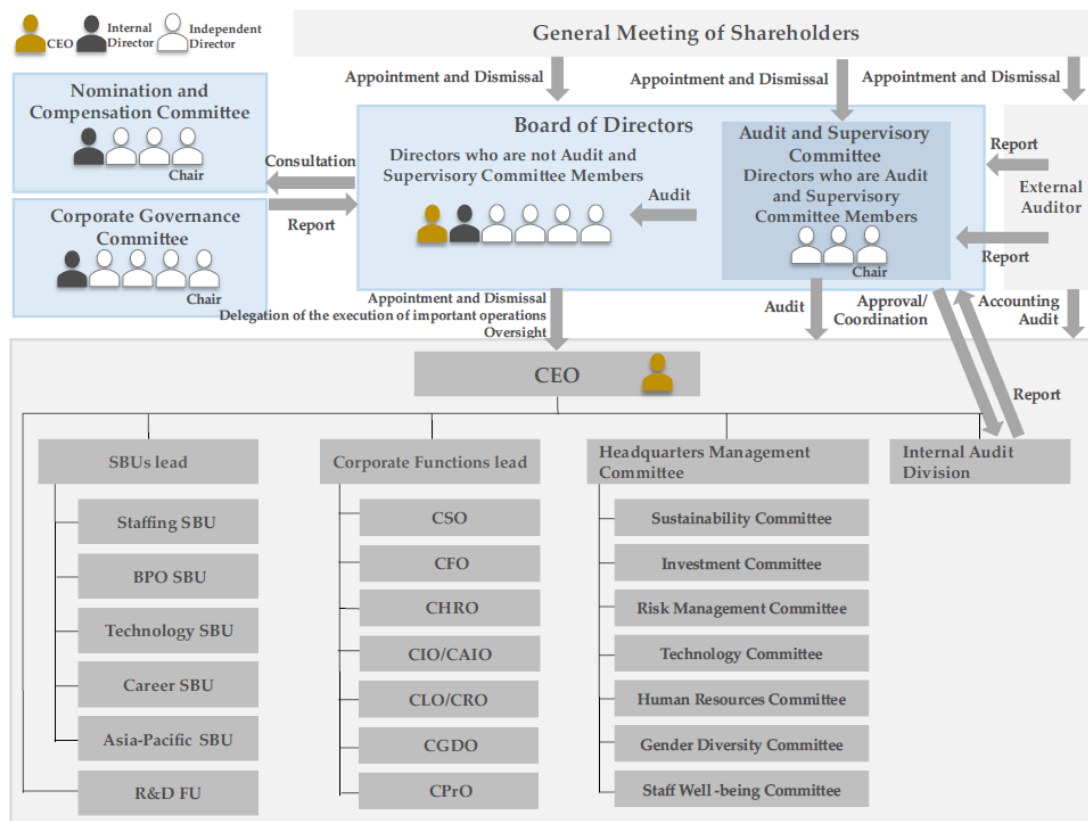 CEO
Internal
Director
Independent
Director
General Meeting of Shareholders
Appointment and Dismissal
Appointment and Dismissal
Appointment and Dismissal
Nomination and
Compensation Committee
Chair
Corporate Governance
Committee
Chair
Consultation
Report
Board of Directors
Directors who are not Audit and
Supervisory Committee Members
Audit
Audit and Supervisory
Committee
Directors who are Audit
and Supervisory
Committee Members
Chair
Report
External
Auditor
Report
Appointment and Dismissal
Delegation of the execution of important operations
Oversight
Audit
Approval/
Coordination
Accounting
Audit
Report
CEO
SBUs lead
Staffing SBU
BPO SBU
Technology SBU
Career SBU
Asia-Pacific SBU
R&D FU
Corporate Functions lead
CSO
CFO
CHRO
CIO/CAIO
CLO/CRO
CGDO
CPrO
Headquarters Management
Committee
Sustainability Committee
Investment Committee
Risk Management Committee
Technology Committee
Human Resources Committee
Gender Diversity Committee
Staff Well -being Committee
Internal Audit
Division